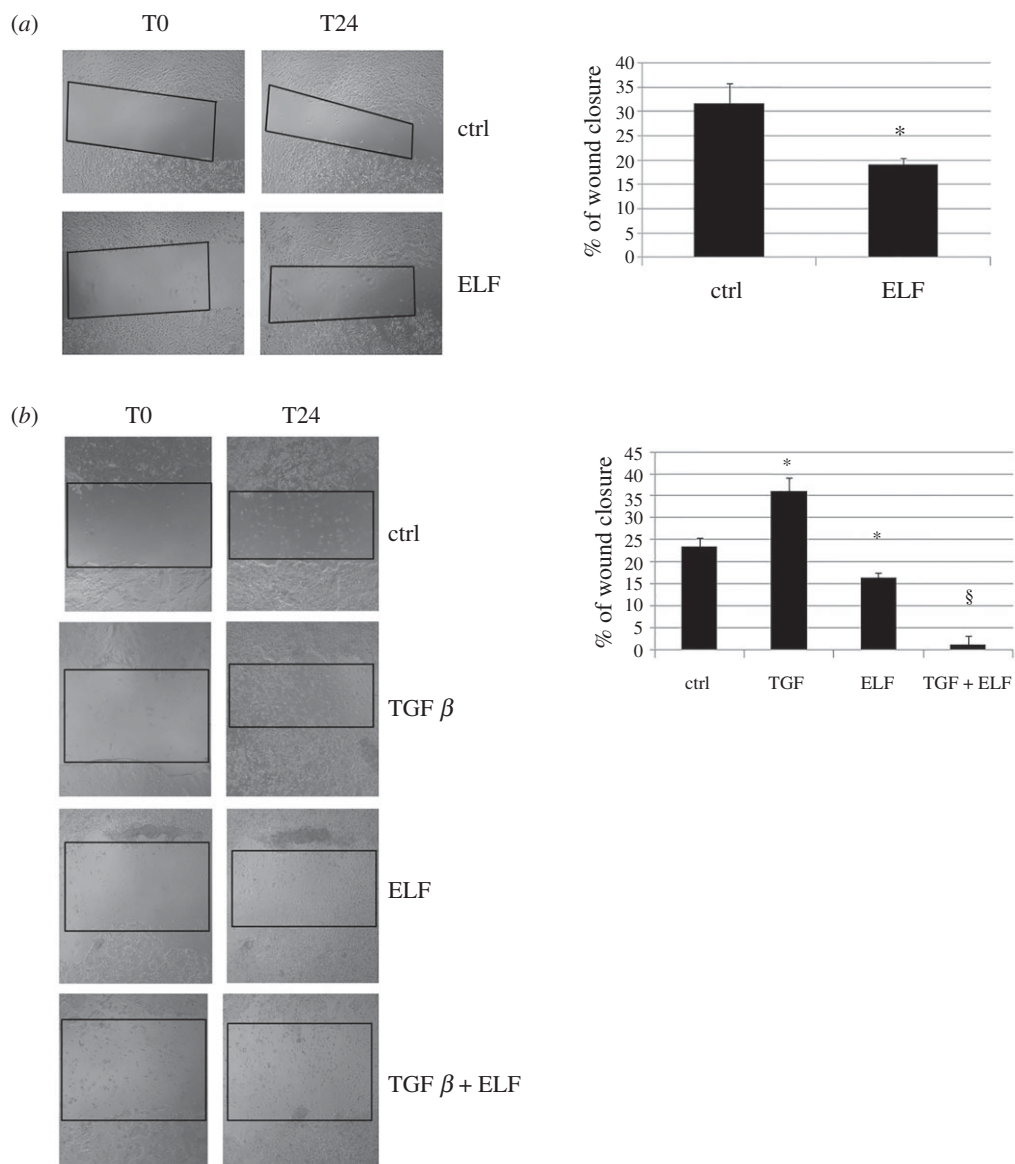 (a)
T0 T24
ctrl
ELF
% of wound closure
40
35
30
25
20
15
10
5
0
*
ctrl ELF
(b)
T0 T24
ctrl
TGF β
ELF
TGF β + ELF
% of wound closure
45
40
35
30
25
20
15
10
5
0
*
*
§
ctrl TGF ELF TGF + ELF